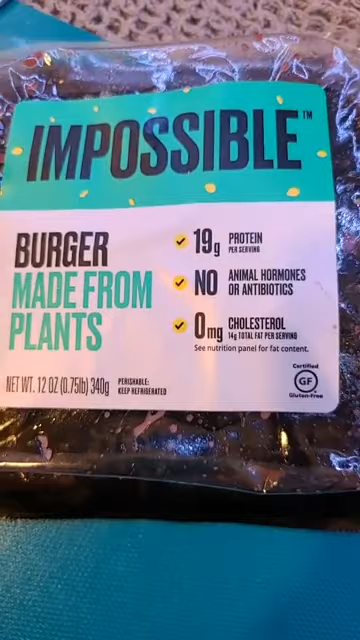 IMPOSSIBLE™
BURGER
MADE FROM
PLANTS
19g PROTEIN
PER SERVING
NO ANIMAL HORMONES
OR ANTIBIOTICS
0mg CHOLESTEROL
14g TOTAL FAT PER SERVING
See nutrition panel for fat content.
NET WT. 12 OZ (0.75lb) 340g
PERISHABLE:
KEEP REFRIGERATED
Certified
GF
Gluten-Free